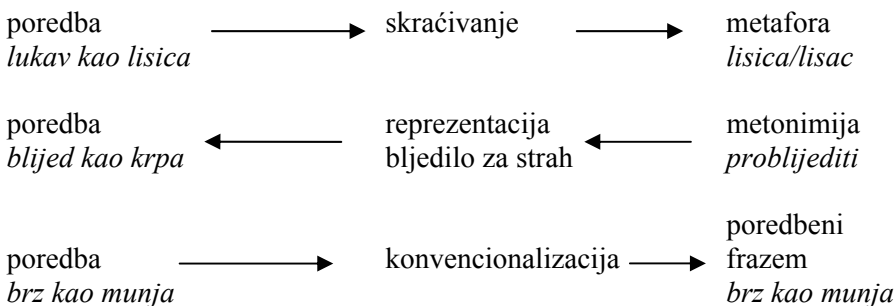 poredba skraćivanje metafora
lukav kao lisica lisica/lisac
poredba reprezentacija metonimija
blijed kao krpa bljedilo za strah problijediti
poredbeni
poredba konvencionalizacija frazem
brz kao munja brz kao munja